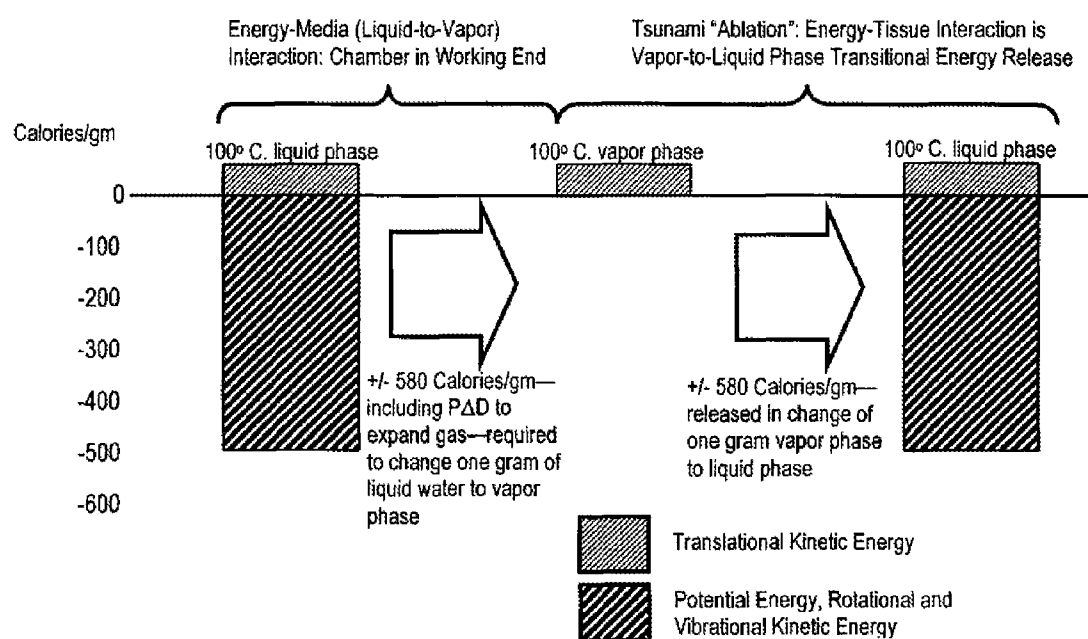 Energy-Media (Liquid-to-Vapor)
Interaction: Chamber in Working End
Tsunami "Ablation": Energy-Tissue Interaction is
Vapor-to-Liquid Phase Transitional Energy Release
Calories/gm
100º C. liquid phase
100º C. vapor phase
100º C. liquid phase
0
-100
-200
-300
-400
-500
-600
+/- 580 Calories/gm—
including PΔD to
expand gas—required
to change one gram of
liquid water to vapor
phase
+/- 580 Calories/gm—
released in change of
one gram vapor phase
to liquid phase
Translational Kinetic Energy
Potential Energy, Rotational and
Vibrational Kinetic Energy